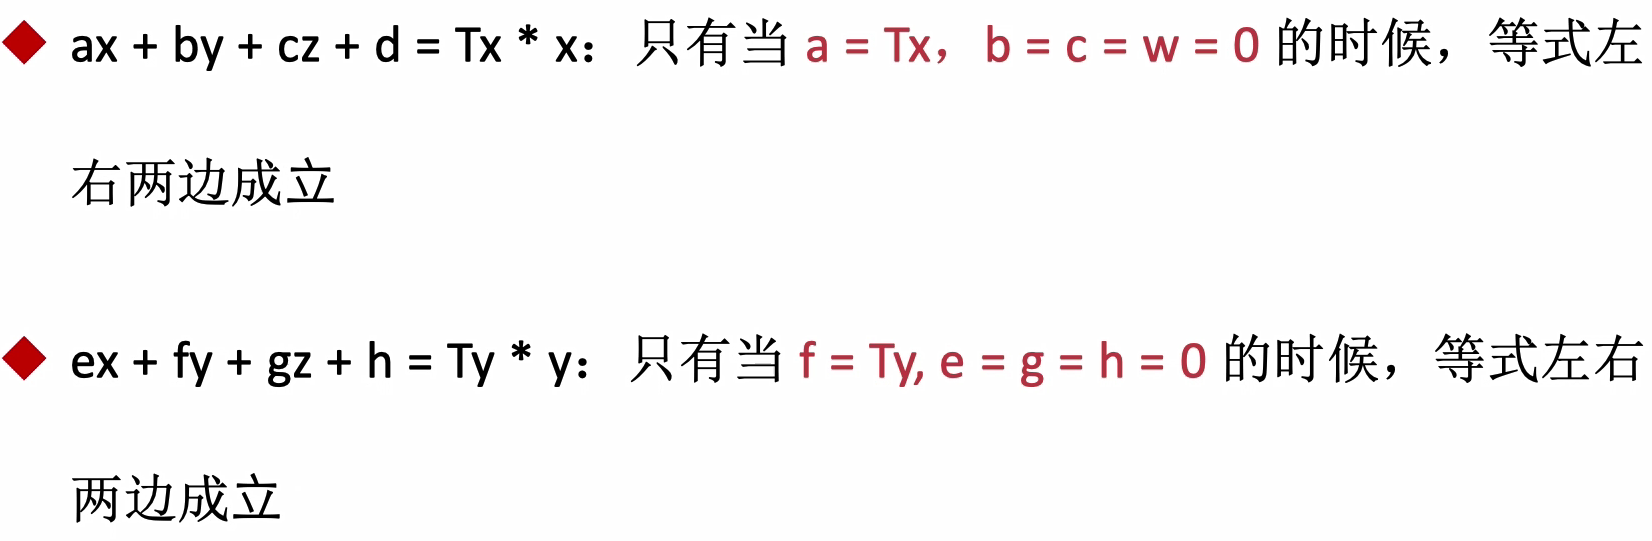 ◆ ax + by + cz + d = Tx * x： 只有当 a = Tx，b = c = w = 0 的时候，等式左
右两边成立
◆ ex + fy + gz + h = Ty * y：只有当 f = Ty, e = g = h = 0 的时候，等式左右
两边成立